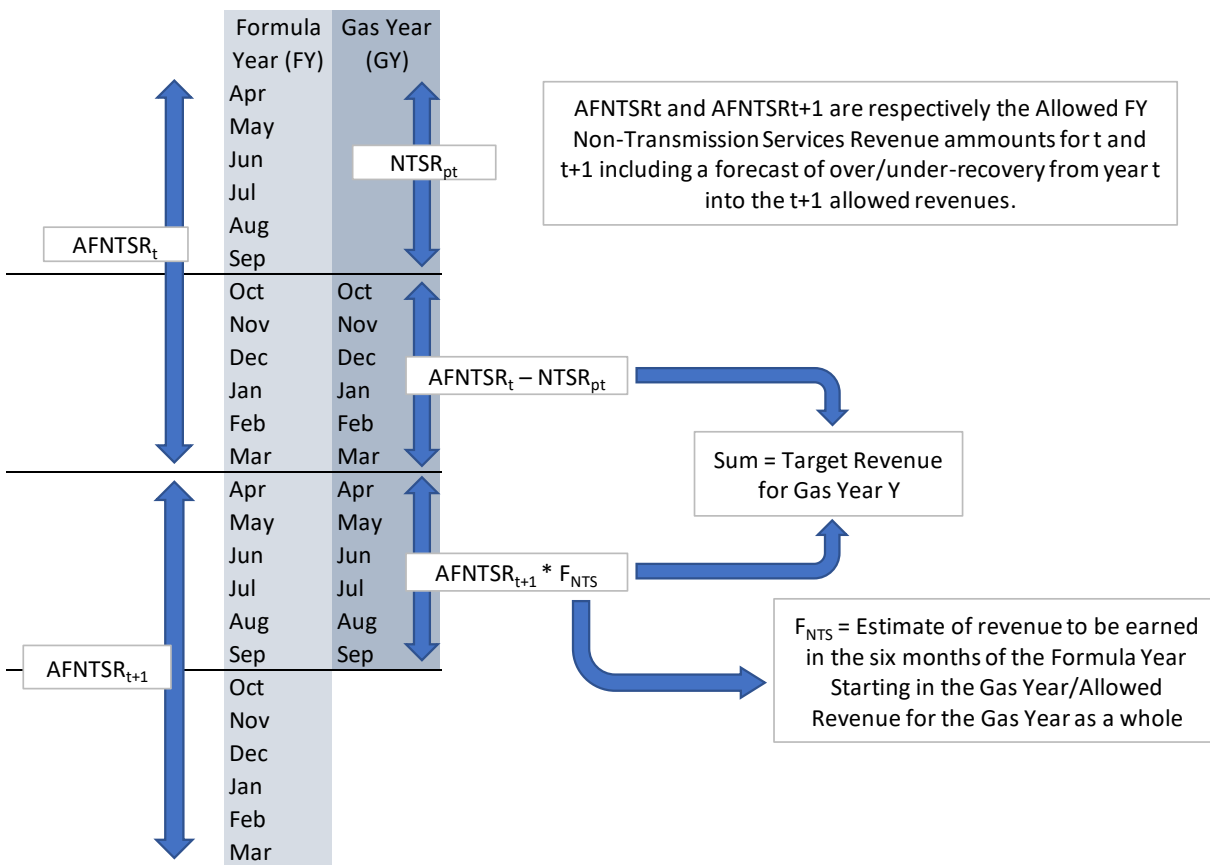 Formula Year (FY)
Gas Year (GY)
Apr
May
Jun
Jul
Aug
Sep
Oct
Nov
Dec
Jan
Feb
Mar
Apr
May
Jun
Jul
Aug
Sep
Oct
Nov
Dec
Jan
Feb
Mar
Oct
Nov
Dec
Jan
Feb
Mar
Apr
May
Jun
Jul
Aug
Sep
AFNTSRt
AFNTSRt+1
NTSRpt
AFNTSRt – NTSRpt
AFNTSRt+1 * FNTS
AFNTSRt and AFNTSRt+1 are respectively the Allowed FY
Non-Transmission Services Revenue ammounts for t and
t+1 including a forecast of over/under-recovery from year t
into the t+1 allowed revenues.
Sum = Target Revenue
for Gas Year Y
FNTS = Estimate of revenue to be earned
in the six months of the Formula Year
Starting in the Gas Year/Allowed
Revenue for the Gas Year as a whole